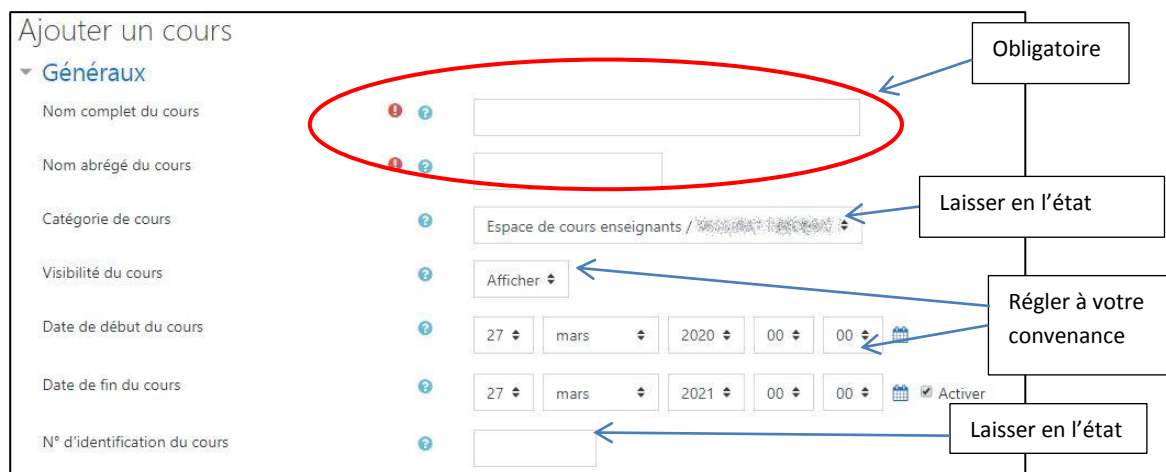 Ajouter un cours
Obligatoire
Généraux
Nom complet du cours
Nom abrégé du cours
Catégorie de cours
Espace de cours enseignants /
Laisser en l'état
Visibilité du cours
Afficher
Régler à votre
convenance
Date de début du cours
27 mars 2020 00 00
Date de fin du cours
27 mars 2021 00 00 Activer
N° d'identification du cours
Laisser en l'état